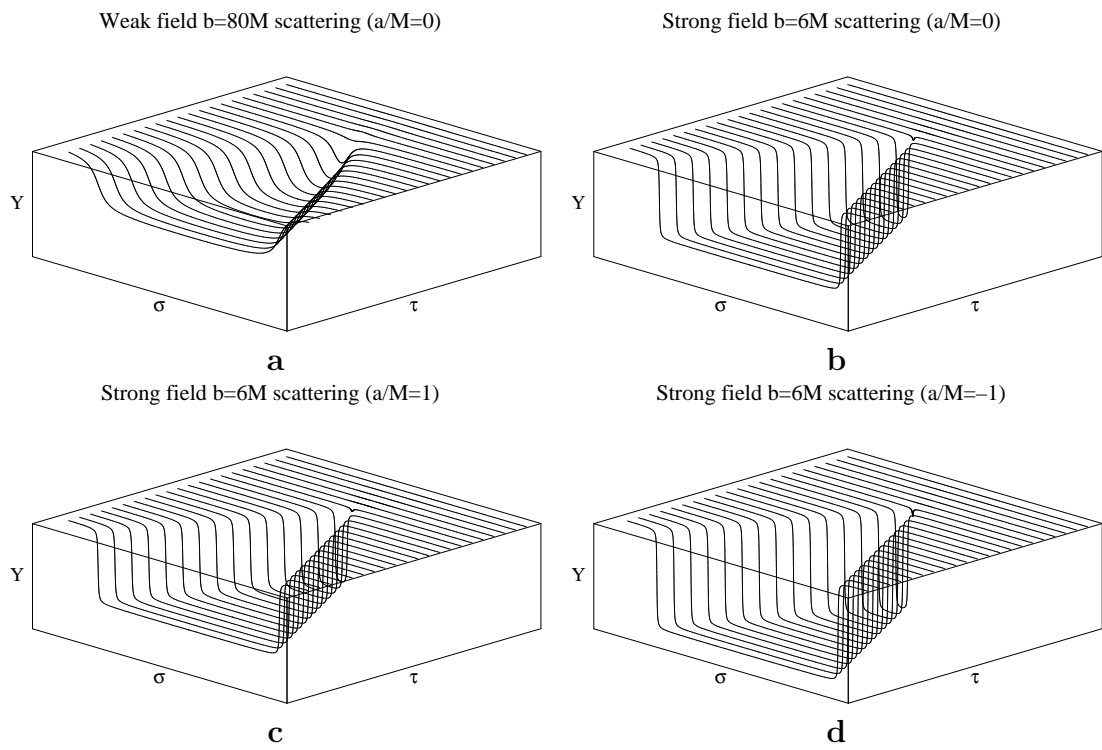 Weak field b=80M scattering (a/M=0)
Strong field b=6M scattering (a/M=0)
Y
σ
τ
a
Y
σ
τ
b
Strong field b=6M scattering (a/M=1)
Strong field b=6M scattering (a/M=–1)
Y
σ
τ
c
Y
σ
τ
d